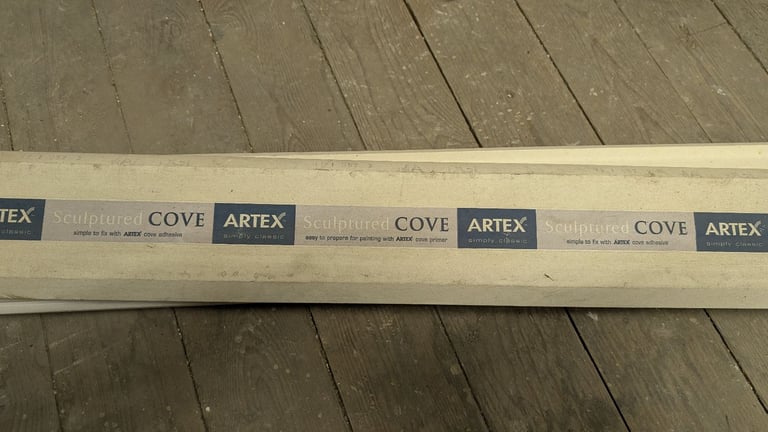 TEX Sculptured COVE ARTEX Sculptured COVE ARTEX Sculptured COVE ARTEX
classic simple to fix with ARTEX cove adhesive simply classic easy to prepare for painting with ARTEX cove primer simply classic simple to fix with ARTEX cove adhesive simply classic